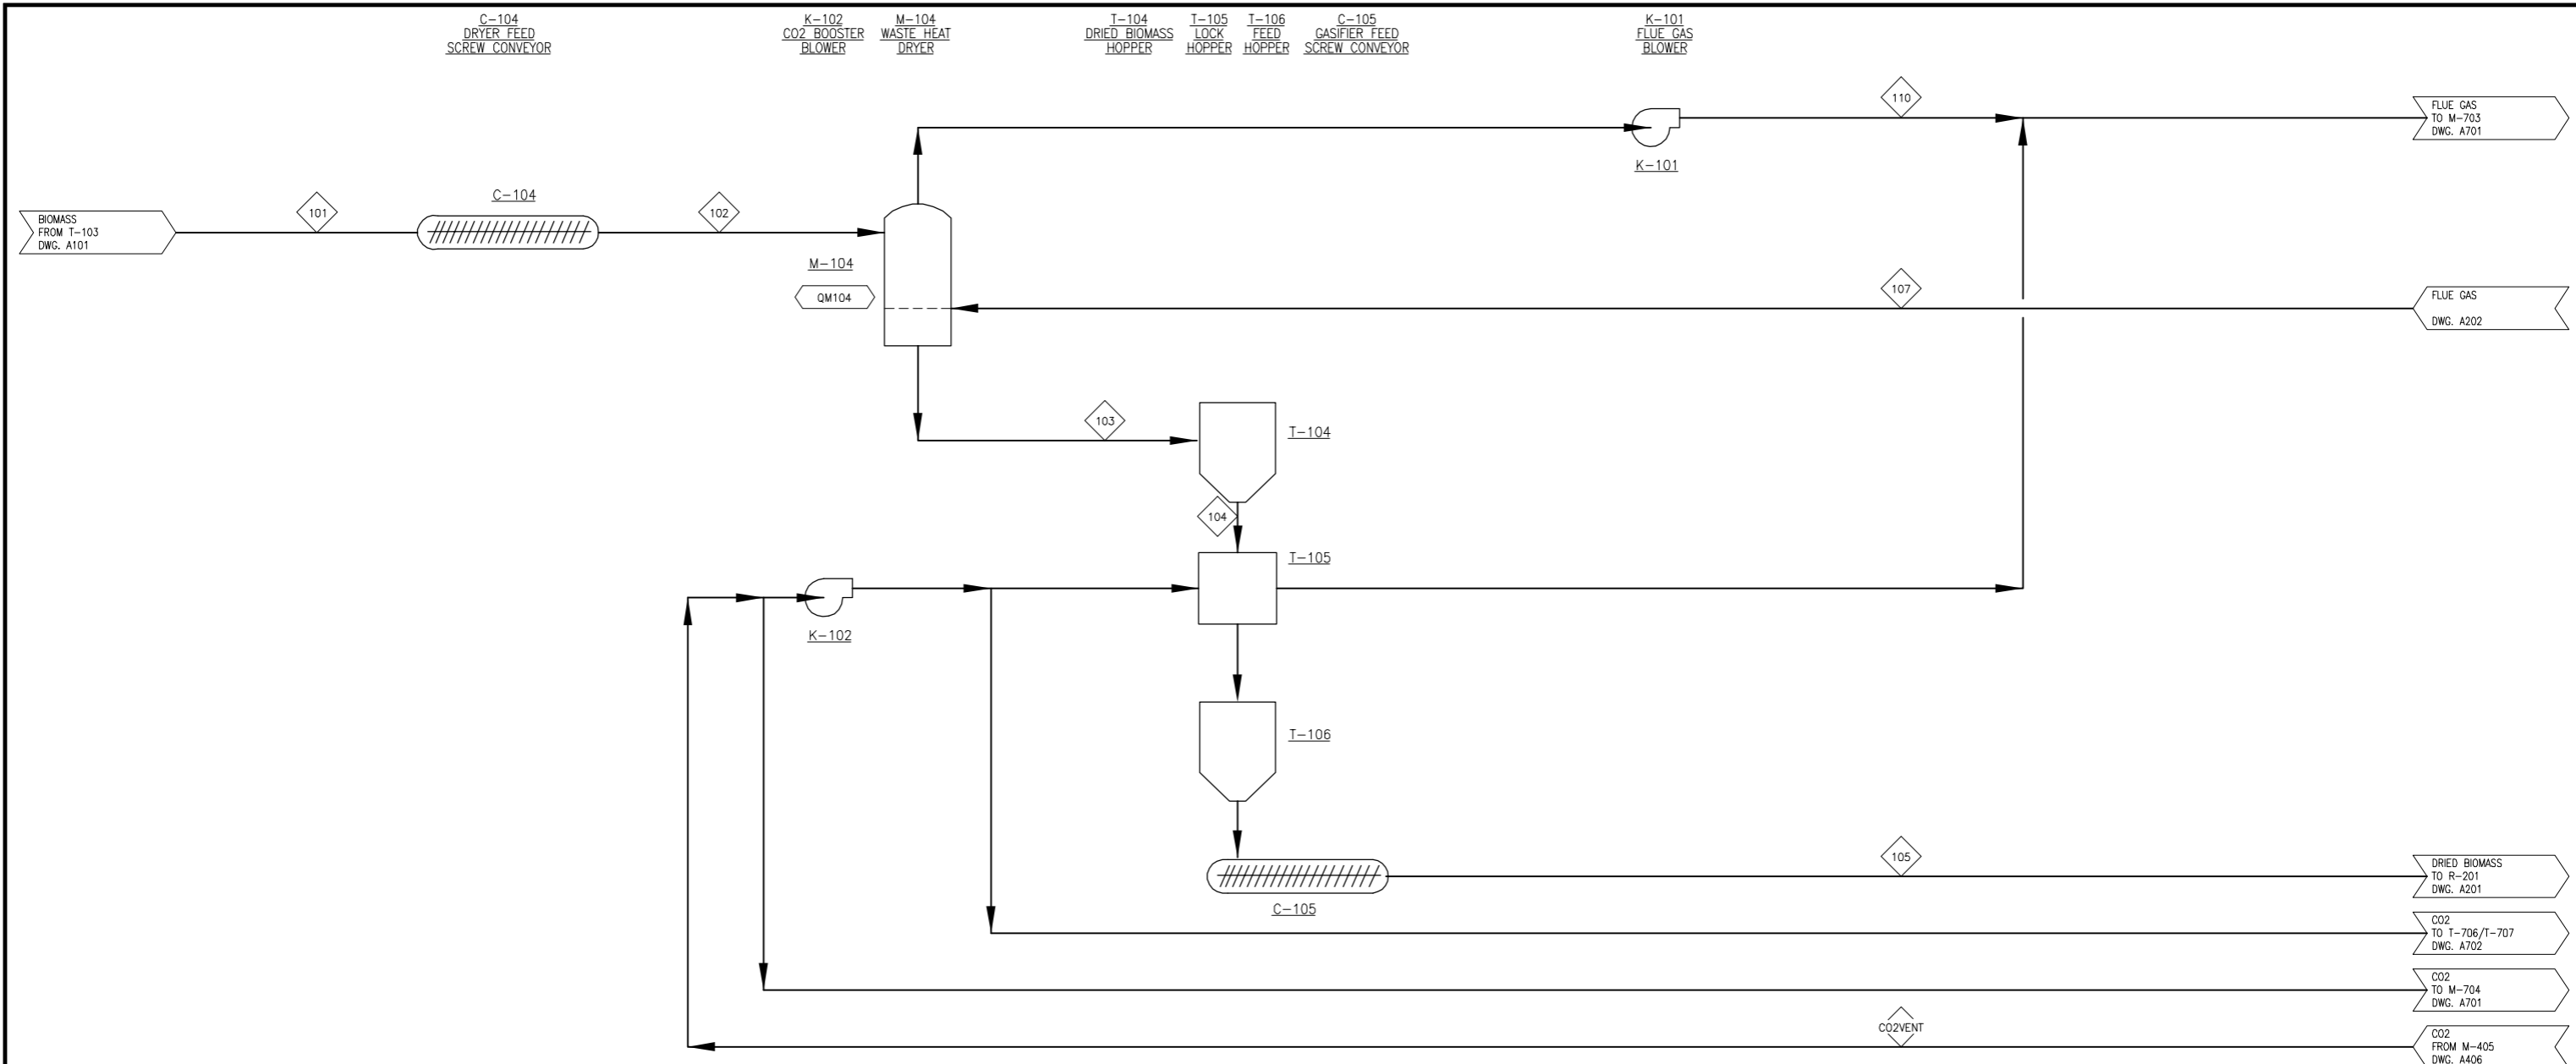 C-104
DRYER FEED
SCREW CONVEYOR
K-102
CO2 BOOSTER
BLOWER
M-104
WASTE HEAT
DRYER
T-104
DRIED BIOMASS
HOPPER
T-105
LOCK
HOPPER
T-106
FEED
HOPPER
C-105
GASIFIER FEED
SCREW CONVEYOR
K-101
FLUE GAS
BLOWER
110
FLUE GAS
TO M-703
DWG. A701
K-101
C-104
101
102
BIOMASS
FROM T-103
DWG. A101
M-104
QM104
107
FLUE GAS
DWG. A202
103
T-104
104
T-105
K-102
T-106
105
DRIED BIOMASS
TO R-201
DWG. A201
C-105
CO2
TO T-706/T-707
DWG. A702
CO2
TO M-704
DWG. A701
CO2VENT
CO2
FROM M-405
DWG. A406